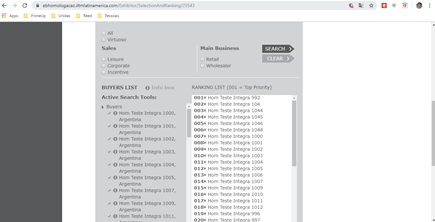 ebhomologacao.iltmlatinamerica.com/Exhibitor/SelectionAndRanking/25543
Apps
PrimeUp
Unidas
Reed
Pessoais
All
Virtuoso
Sales
Main Business
SEARCH
CLEAR
Leisure
Corporate
Incentive
Retail
Wholesaler
BUYERS LIST
Info box
Active Search Tools:
Buyers
Hom Teste Integra 1000, Argentina
Hom Teste Integra 1001, Argentina
Hom Teste Integra 1002, Argentina
Hom Teste Integra 1003, Argentina
Hom Teste Integra 1004, Argentina
Hom Teste Integra 1005, Argentina
Hom Teste Integra 1007, Argentina
Hom Teste Integra 1009, Argentina
Hom Teste Integra 1011,
RANKING LIST (001 = Top Priority)
001• Hom Teste Integra 992
002• Hom Teste Integra 104
003• Hom Teste Integra 1044
004• Hom Teste Integra 1045
005• Hom Teste Integra 1046
006• Hom Teste Integra 1048
007• Hom Teste Integra 1000
008• Hom Teste Integra 1001
009• Hom Teste Integra 1002
010• Hom Teste Integra 1003
011• Hom Teste Integra 1004
012• Hom Teste Integra 1005
013• Hom Teste Integra 1006
014• Hom Teste Integra 1007
015• Hom Teste Integra 1009
016• Hom Teste Integra 1010
017• Hom Teste Integra 1011
018• Hom Teste Integra 1012
019• Hom Teste Integra 996
020• Hom Teste Integra 997